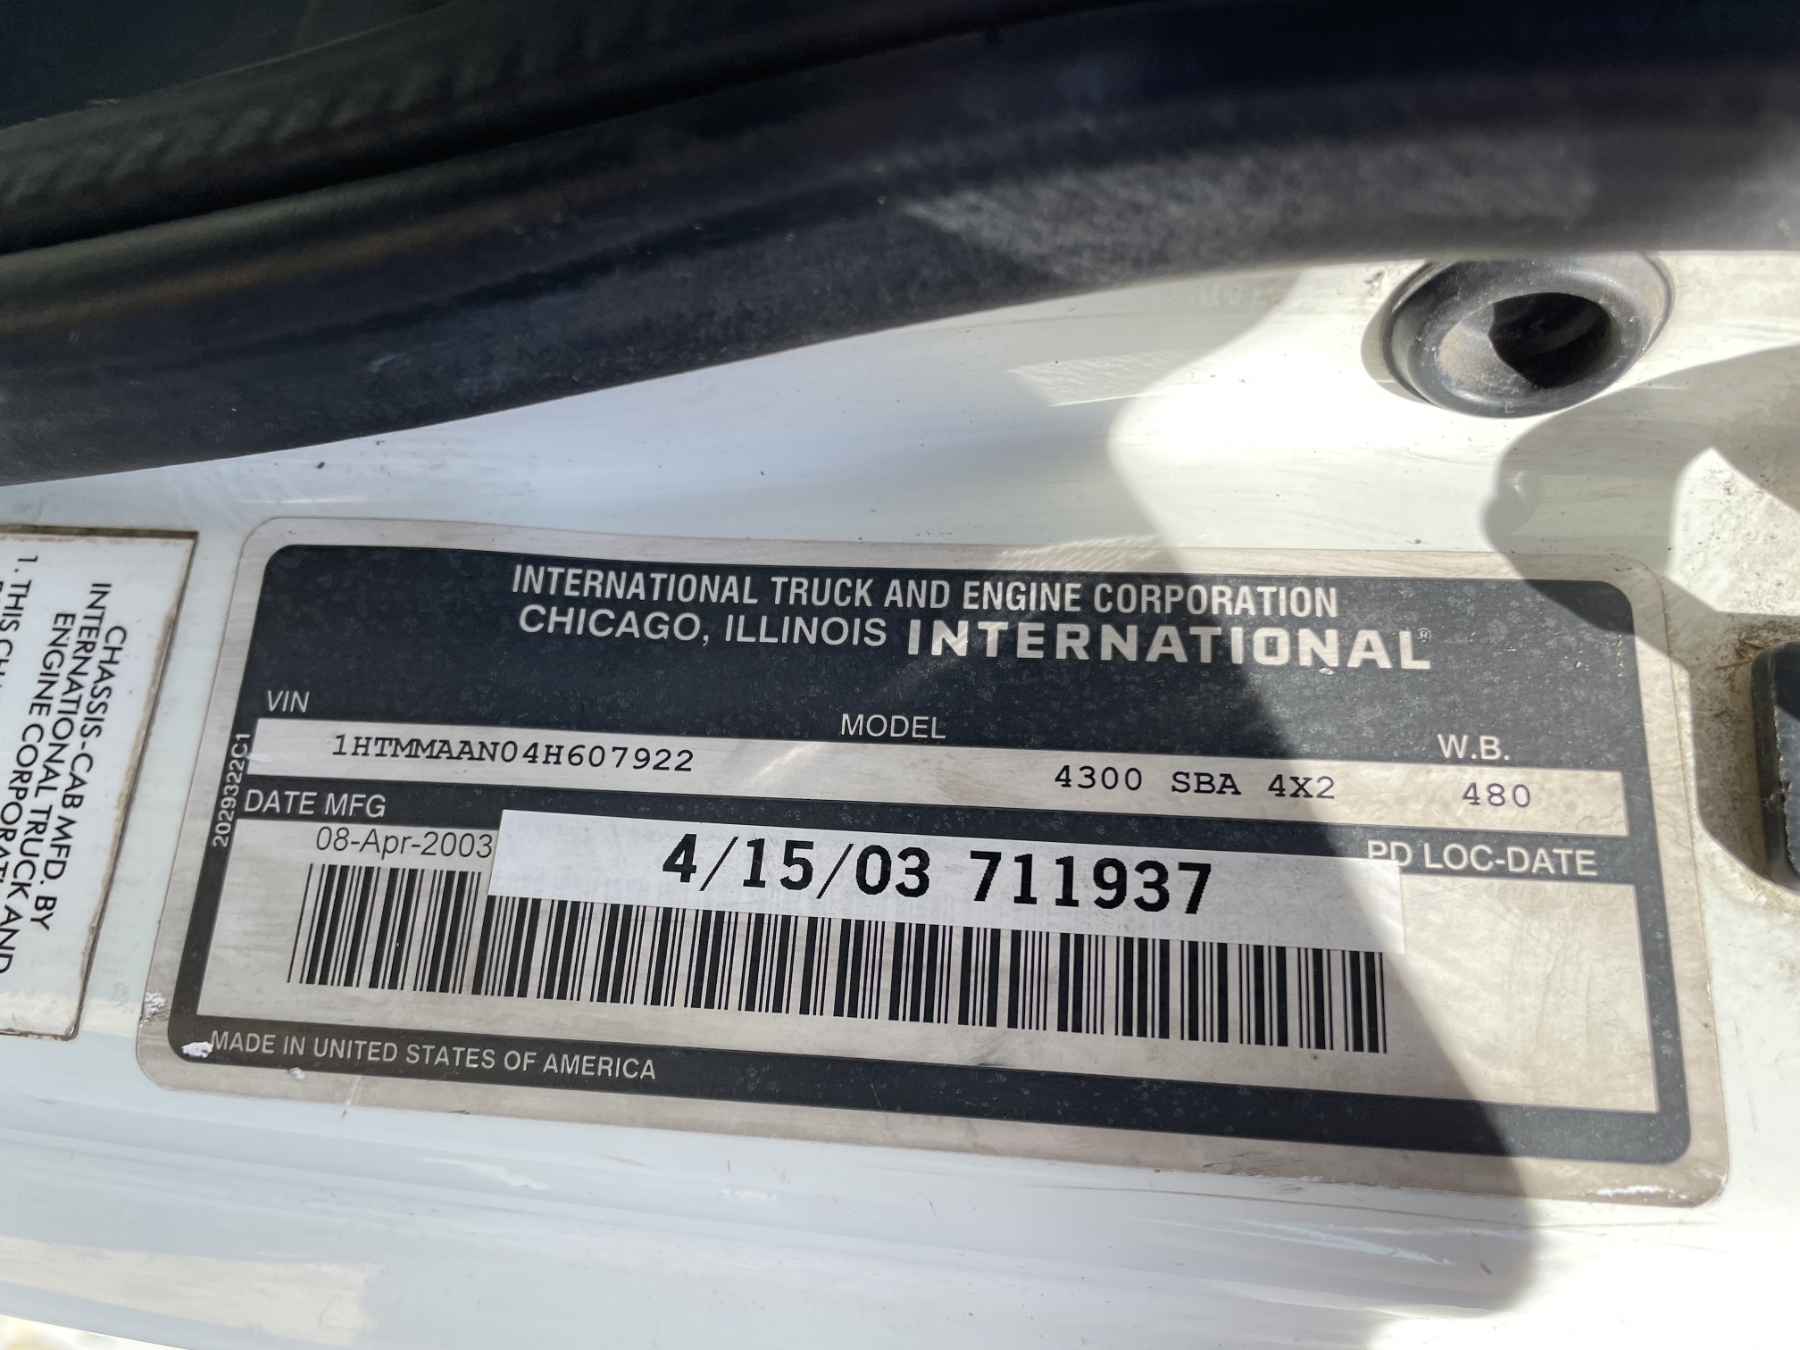 INTERNATIONAL TRUCK AND ENGINE CORPORATION
CHICAGO, ILLINOIS INTERNATIONAL®
VIN
MODEL
W.B.
1HTMMAAN04H607922
4300 SBA 4X2
480
2029322C1
DATE MFG
08-Apr-2003
4/15/03 711937
PD LOC-DATE
MADE IN UNITED STATES OF AMERICA
CHASSIS-CAB MFD. BY
INTERNATIONAL TRUCK AND
ENGINE CORPORAT
1. THIS